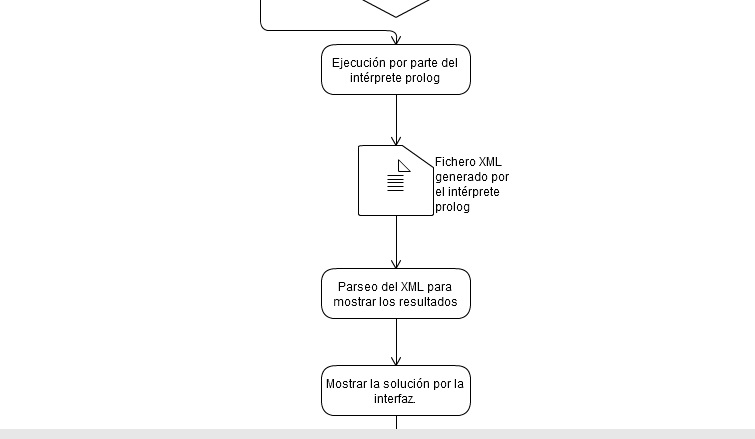 Ejecución por parte del
intérprete prolog
Fichero XML
generado por
el intérprete
prolog
Parseo del XML para
mostrar los resultados
Mostrar la solución por la
interfaz.